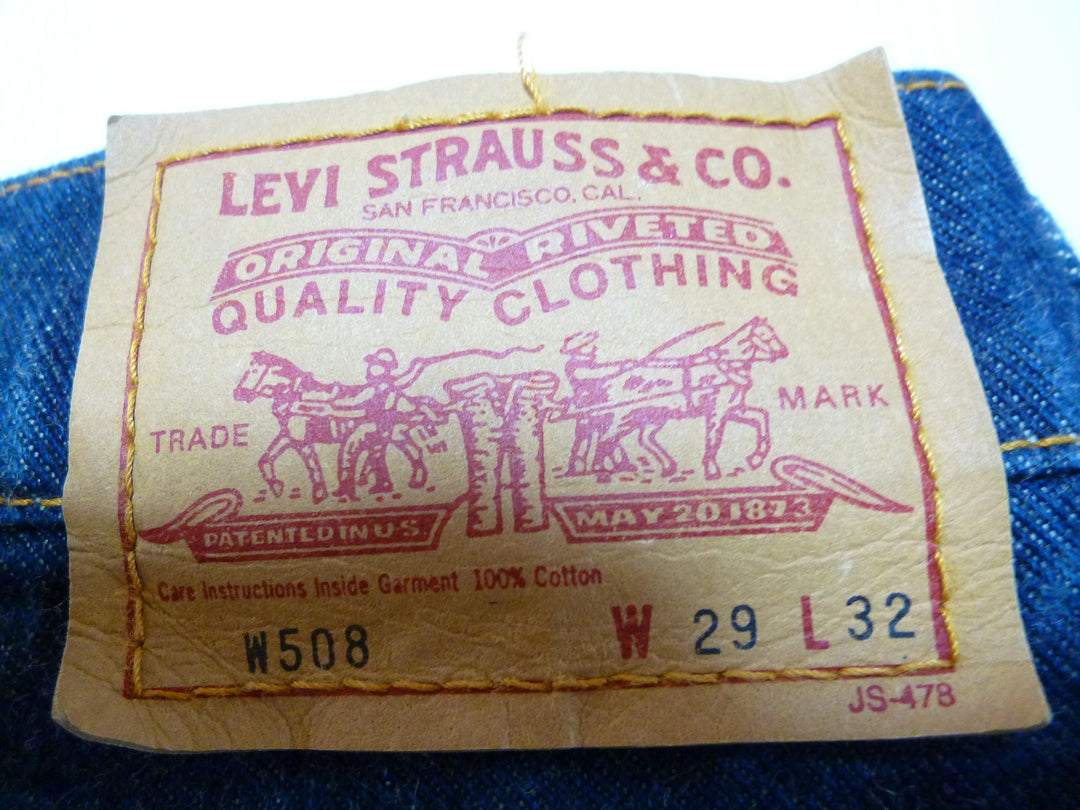 LEVI STRAUSS & CO.
SAN FRANCISCO, CAL.
ORIGINAL RIVETED
QUALITY CLOTHING
TRADE MARK
PATENTED IN U.S. MAY 20 1873
Care Instructions Inside Garment 100% Cotton
W508 W 29 L 32
JS-478